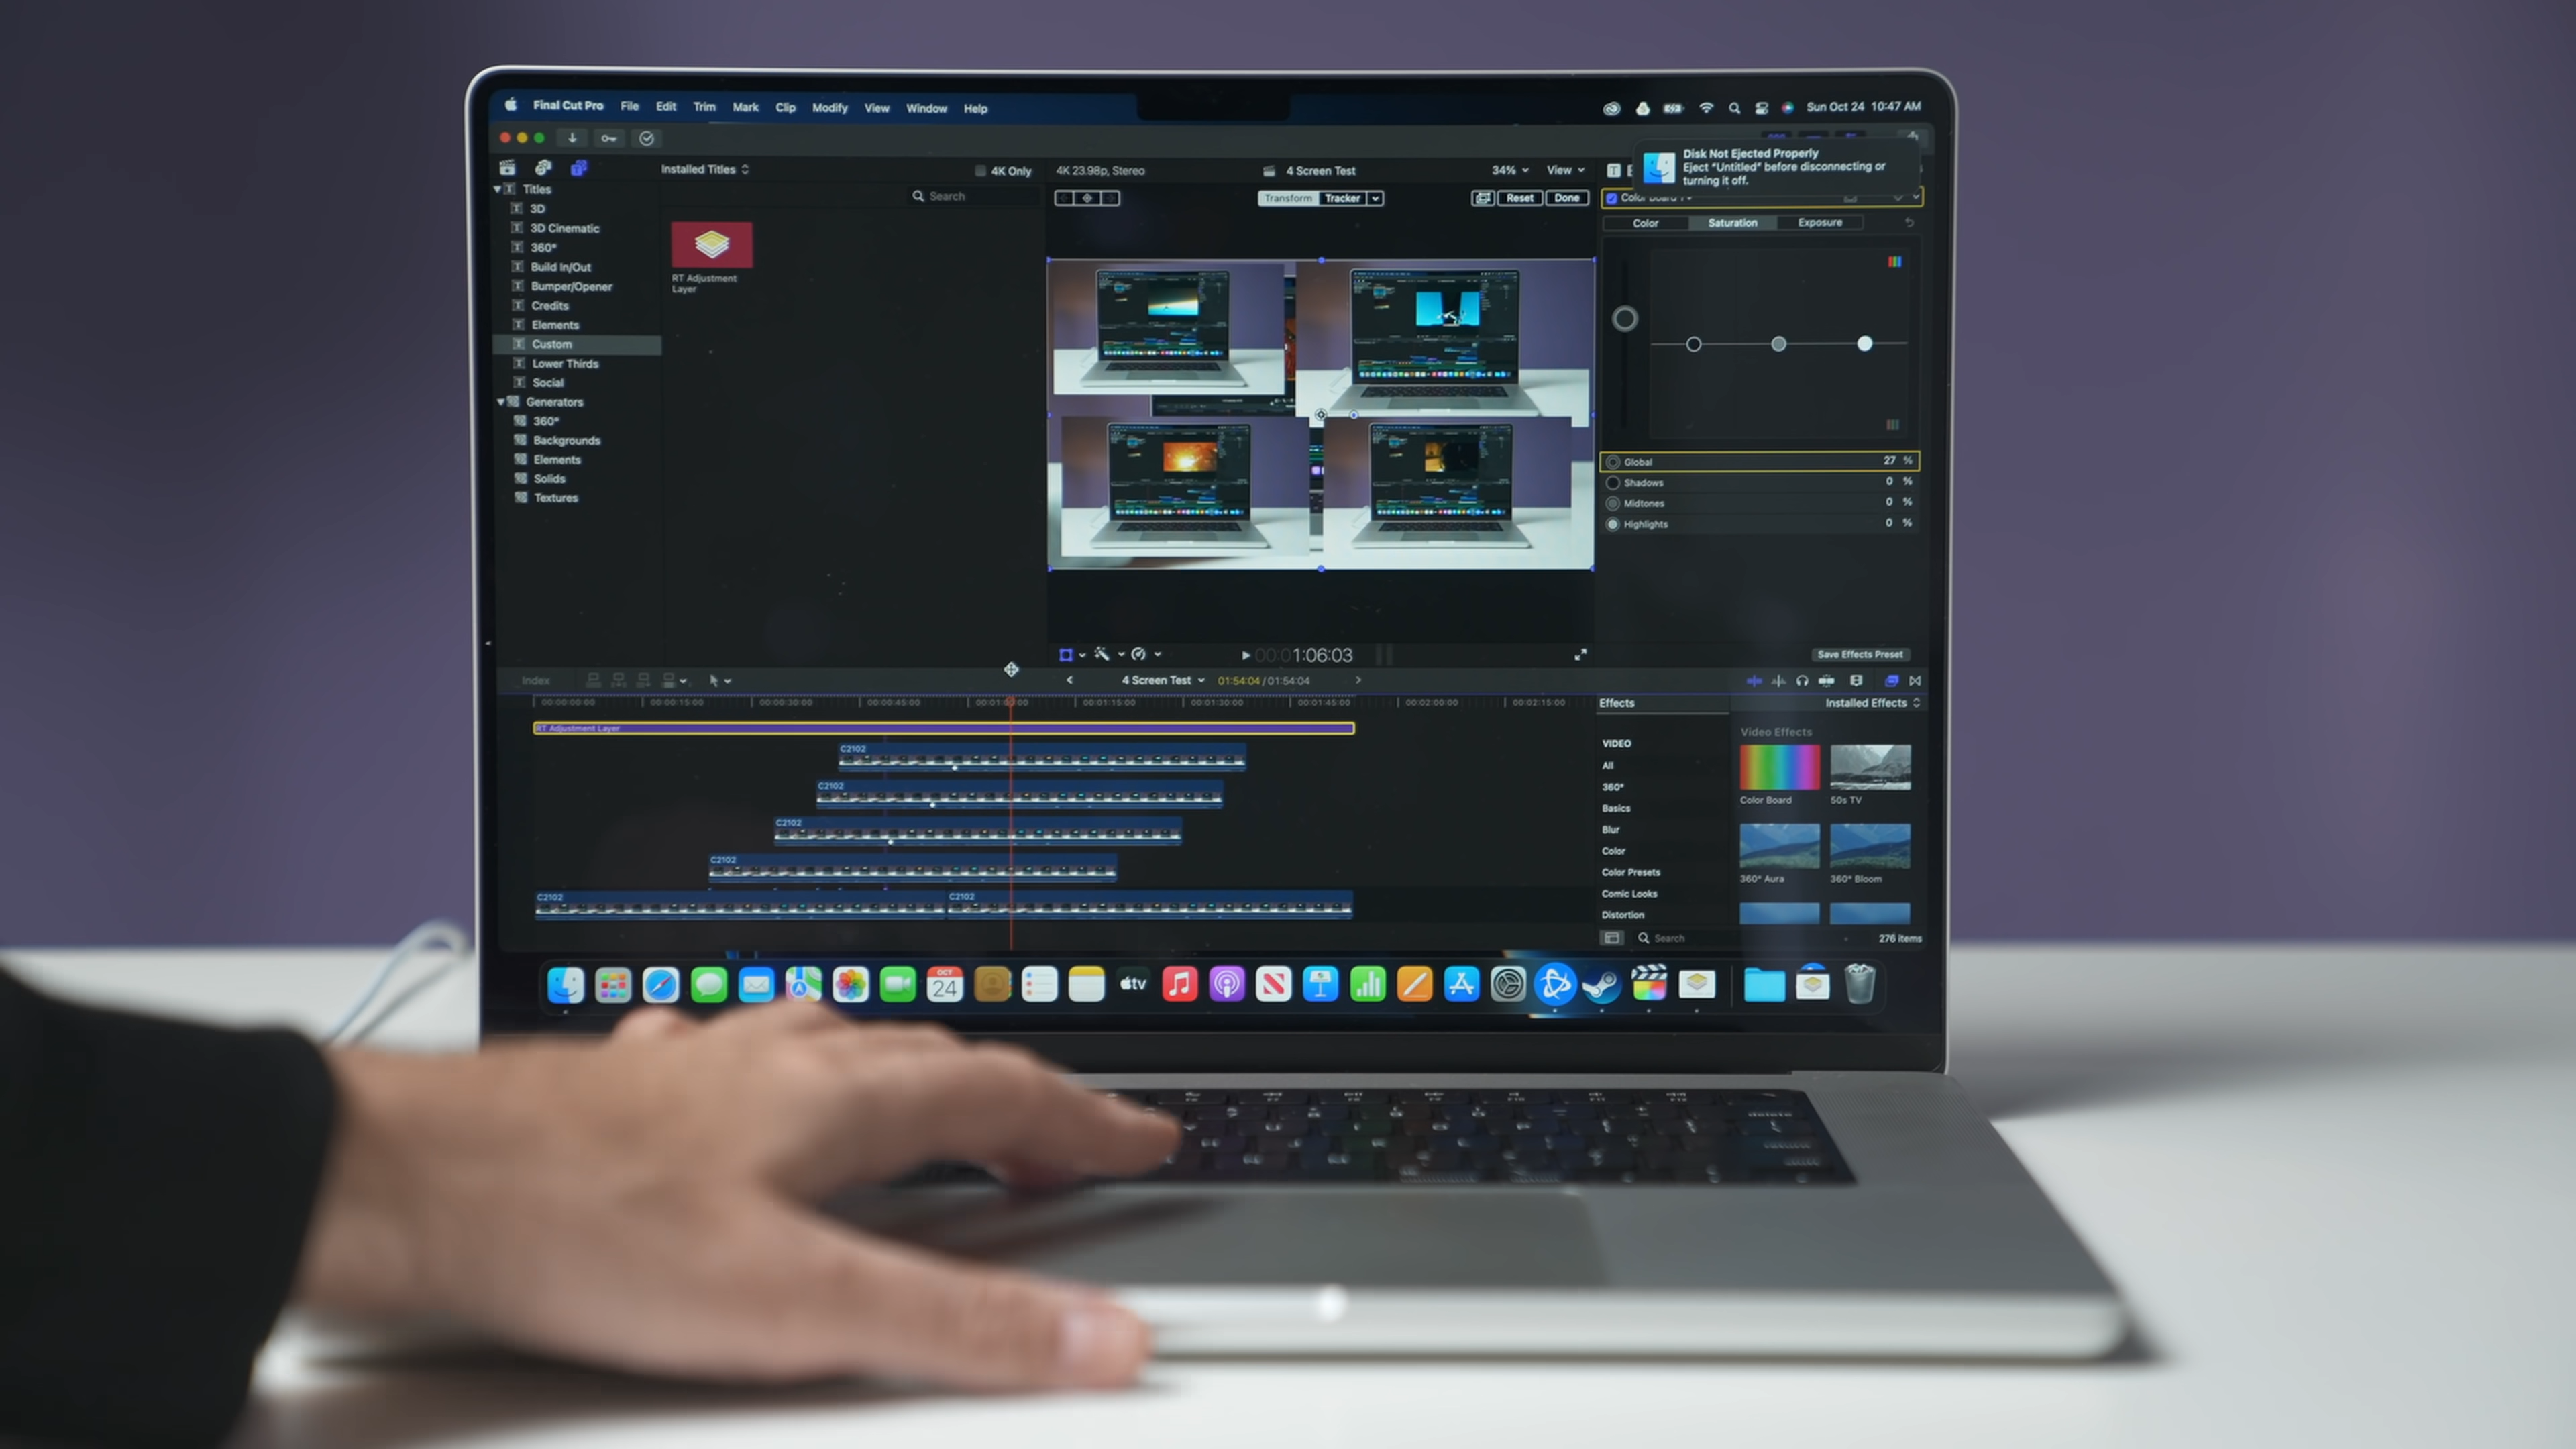 Final Cut Pro File Edit Trim Mark Clip Modify View Window Help
Sun Oct 24 10:47 AM
Disk Not Ejected Properly
Eject "Untitled" before disconnecting or
turning it off.
Installed Titles
4K Only
4K 23.98p, Stereo
4 Screen Test
34%
View
Titles
3D
3D Cinematic
360°
Build In/Out
Bumper/Opener
Credits
Elements
Custom
Lower Thirds
Social
Generators
360°
Backgrounds
Elements
Solids
Textures
Search
RT Adjustment
Layer
Transform Tracker
Reset Done
Color Board 1
Color Saturation Exposure
Global 27 %
Shadows 0 %
Midtones 0 %
Highlights 0 %
Save Effects Preset
00:01:06:03
Index
4 Screen Test
01:54:04 / 01:54:04
00:00:00:00 00:00:15:00 00:00:30:00 00:00:45:00 00:01:15:00 00:01:30:00 00:01:45:00 00:02:00:00 00:02:15:00
RT Adjustment Layer
C2102
C2102
C2102
C2102
C2102 C2102
Effects
Installed Effects
VIDEO
All
360°
Basics
Blur
Color
Color Presets
Comic Looks
Distortion
Video Effects
Color Board 50s TV
360° Aura 360° Bloom
Search
276 items
OCT
24
tv
delete